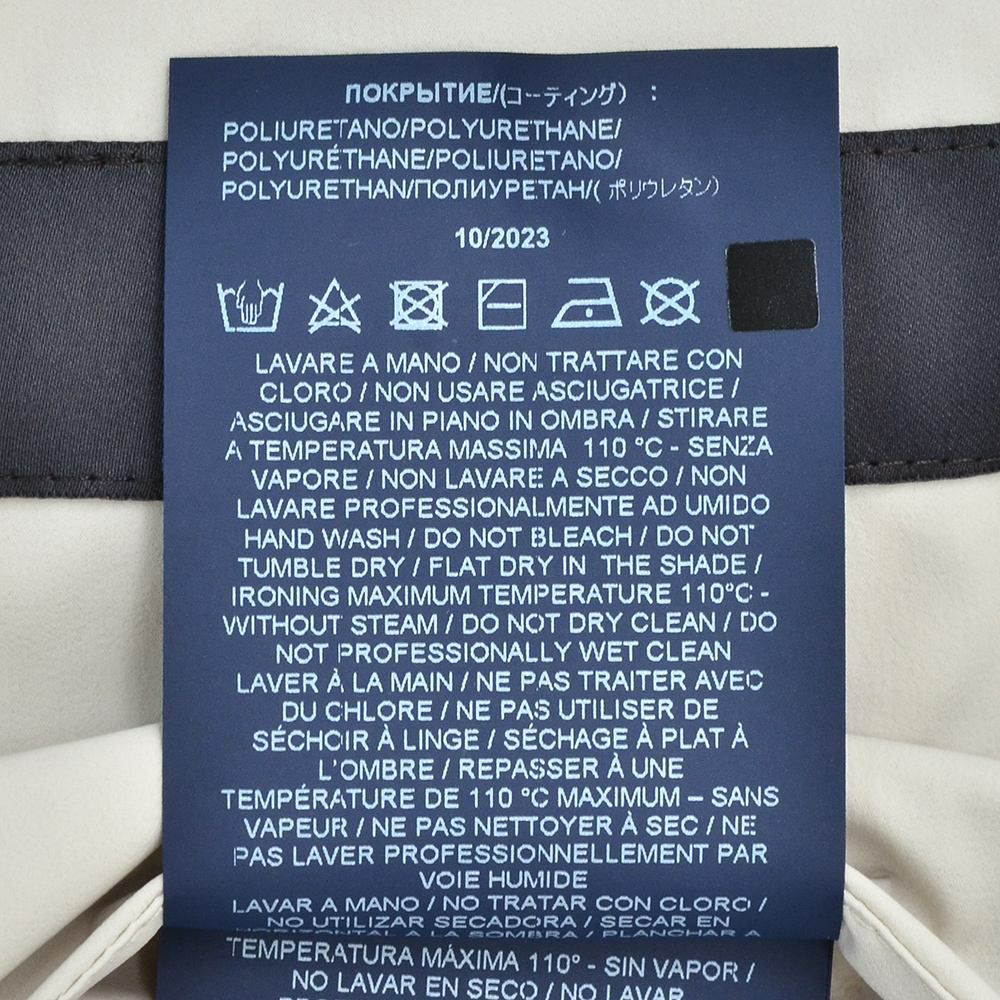 ПОКРЫТИЕ/(コーティング) :
POLIURETANO/POLYURETHANE/
POLYURÉTHANE/POLIURETANO/
POLYURETHAN/ПОЛИУРЕТАН/( ポリウレタン)
10/2023
LAVARE A MANO / NON TRATTARE CON
CLORO / NON USARE ASCIUGATRICE /
ASCIUGARE IN PIANO IN OMBRA / STIRARE
A TEMPERATURA MASSIMA 110 °C - SENZA
VAPORE / NON LAVARE A SECCO / NON
LAVARE PROFESSIONALMENTE AD UMIDO
HAND WASH / DO NOT BLEACH / DO NOT
TUMBLE DRY / FLAT DRY IN THE SHADE /
IRONING MAXIMUM TEMPERATURE 110°C -
WITHOUT STEAM / DO NOT DRY CLEAN / DO
NOT PROFESSIONALLY WET CLEAN
LAVER À LA MAIN / NE PAS TRAITER AVEC
DU CHLORE / NE PAS UTILISER DE
SÉCHOIR À LINGE / SÉCHAGE À PLAT À
L'OMBRE / REPASSER À UNE
TEMPÉRATURE DE 110 °C MAXIMUM – SANS
VAPEUR / NE PAS NETTOYER À SEC / NE
PAS LAVER PROFESSIONNELLEMENT PAR
VOIE HUMIDE
LAVAR A MANO / NO TRATAR CON CLORO /
NO UTILIZAR SECADORA / SECAR EN
HORIZONTAL A LA SOMBRA / PLANCHAR A
TEMPERATURA MÁXIMA 110° - SIN VAPOR /
NO LAVAR EN SECO / NO LAVAR